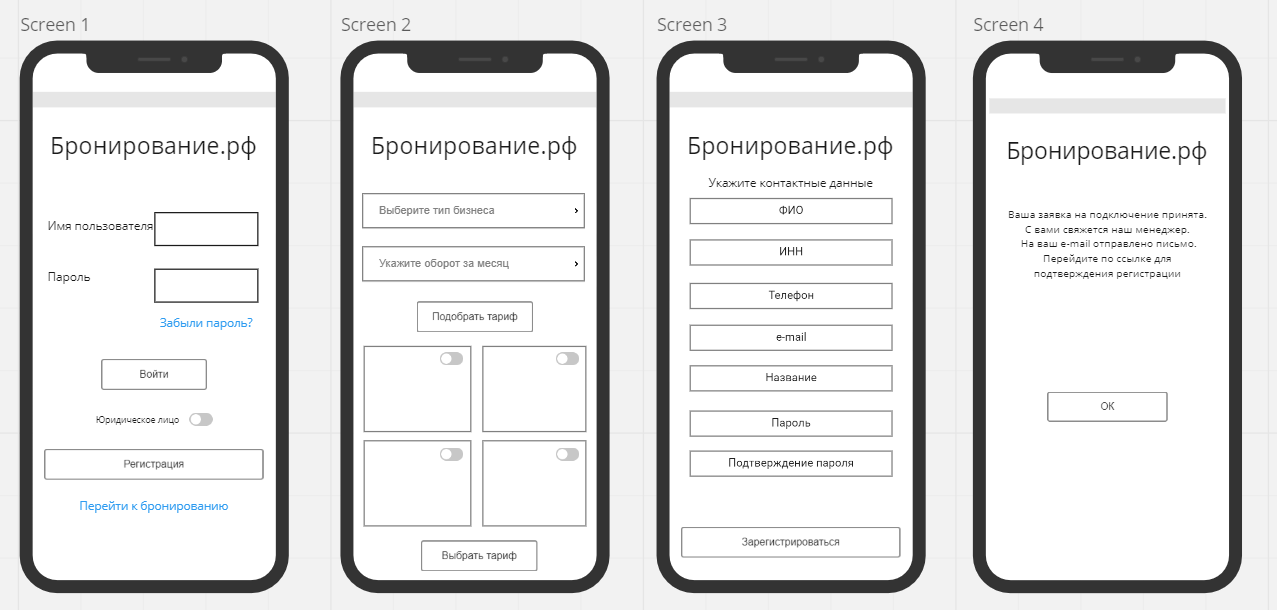 Screen 1
Бронирование.рф
Имя пользователя
Пароль
Забыли пароль?
Войти
Юридическое лицо
Регистрация
Перейти к бронированию
Screen 2
Бронирование.рф
Выберите тип бизнеса
Укажите оборот за месяц
Подобрать тариф
Выбрать тариф
Screen 3
Бронирование.рф
Укажите контактные данные
ФИО
ИНН
Телефон
e-mail
Название
Пароль
Подтверждение пароля
Зарегистрироваться
Screen 4
Бронирование.рф
Ваша заявка на подключение принята.
С вами свяжется наш менеджер.
На ваш e-mail отправлено письмо.
Перейдите по ссылке для
подтверждения регистрации
ОК